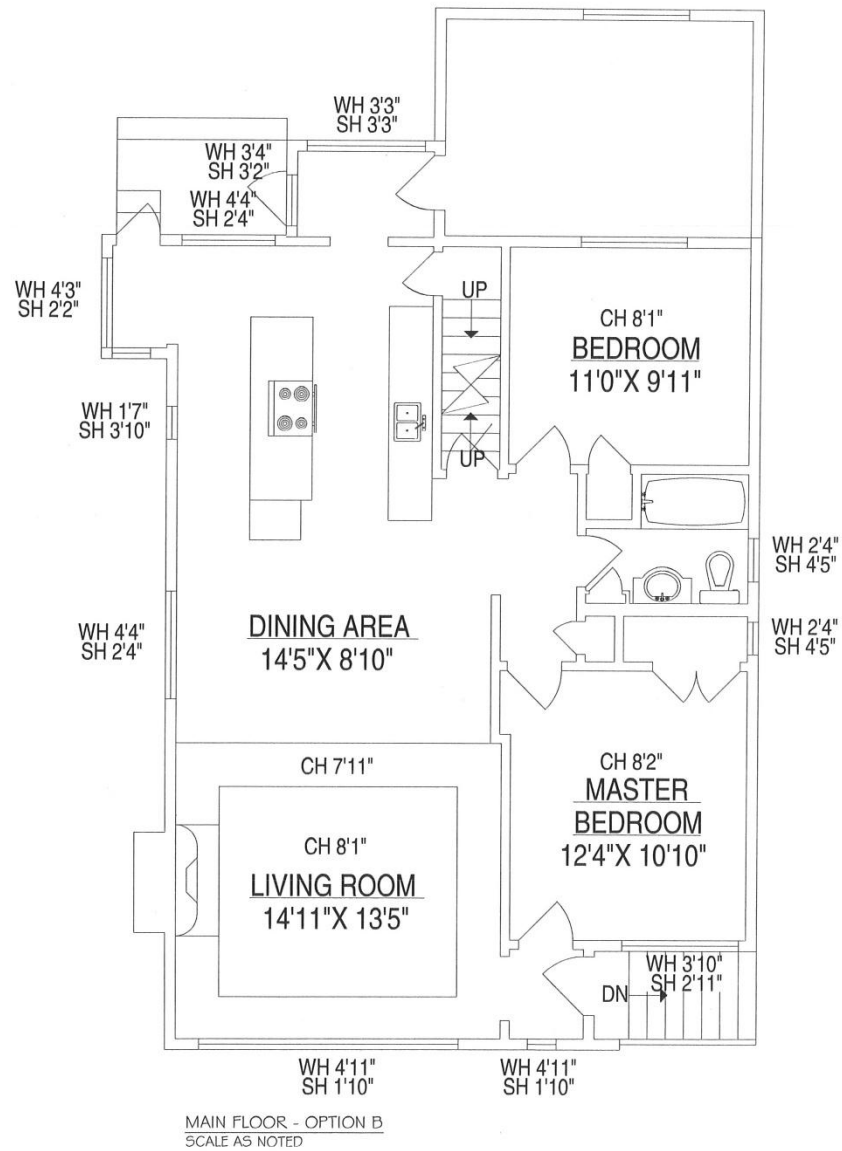 WH 3'3"
SH 3'3"
WH 3'4"
SH 3'2"
WH 4'4"
SH 2'4"
WH 4'3"
SH 2'2"
UP
CH 8'1"
BEDROOM
11'0"X 9'11"
WH 1'7"
SH 3'10"
UP
WH 2'4"
SH 4'5"
WH 4'4"
SH 2'4"
DINING AREA
14'5"X 8'10"
WH 2'4"
SH 4'5"
CH 7'11"
CH 8'2"
MASTER
BEDROOM
12'4"X 10'10"
CH 8'1"
LIVING ROOM
14'11"X 13'5"
WH 3'10"
SH 2'11"
DN
WH 4'11"
SH 1'10"
WH 4'11"
SH 1'10"
MAIN FLOOR - OPTION B
SCALE AS NOTED